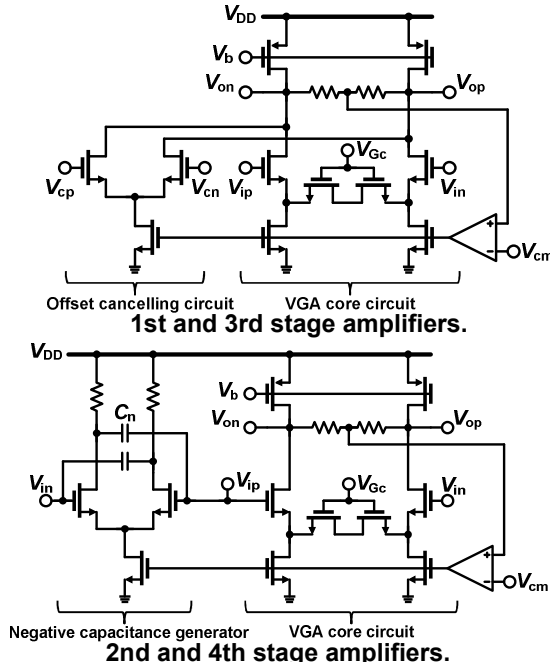 VDD
Vb
Von
Vop
VGc
Vcp
Vcn
Vip
Vin
+
−
Vcm
Offset cancelling circuit
VGA core circuit
1st and 3rd stage amplifiers.
VDD
Cn
Vb
Von
Vop
Vin
Vip
VGc
Vin
+
−
Vcm
Negative capacitance generator
VGA core circuit
2nd and 4th stage amplifiers.